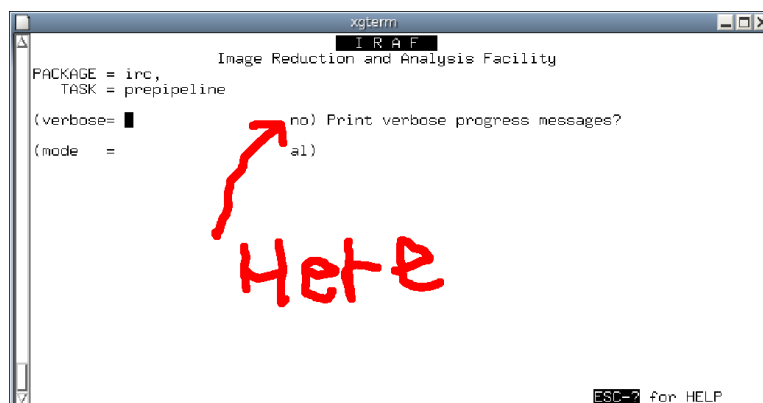 xgterm
I R A F
Image Reduction and Analysis Facility
PACKAGE = irc,
TASK = prepipeline
(verbose= no) Print verbose progress messages?
(mode = al)
Here
ESC-? for HELP